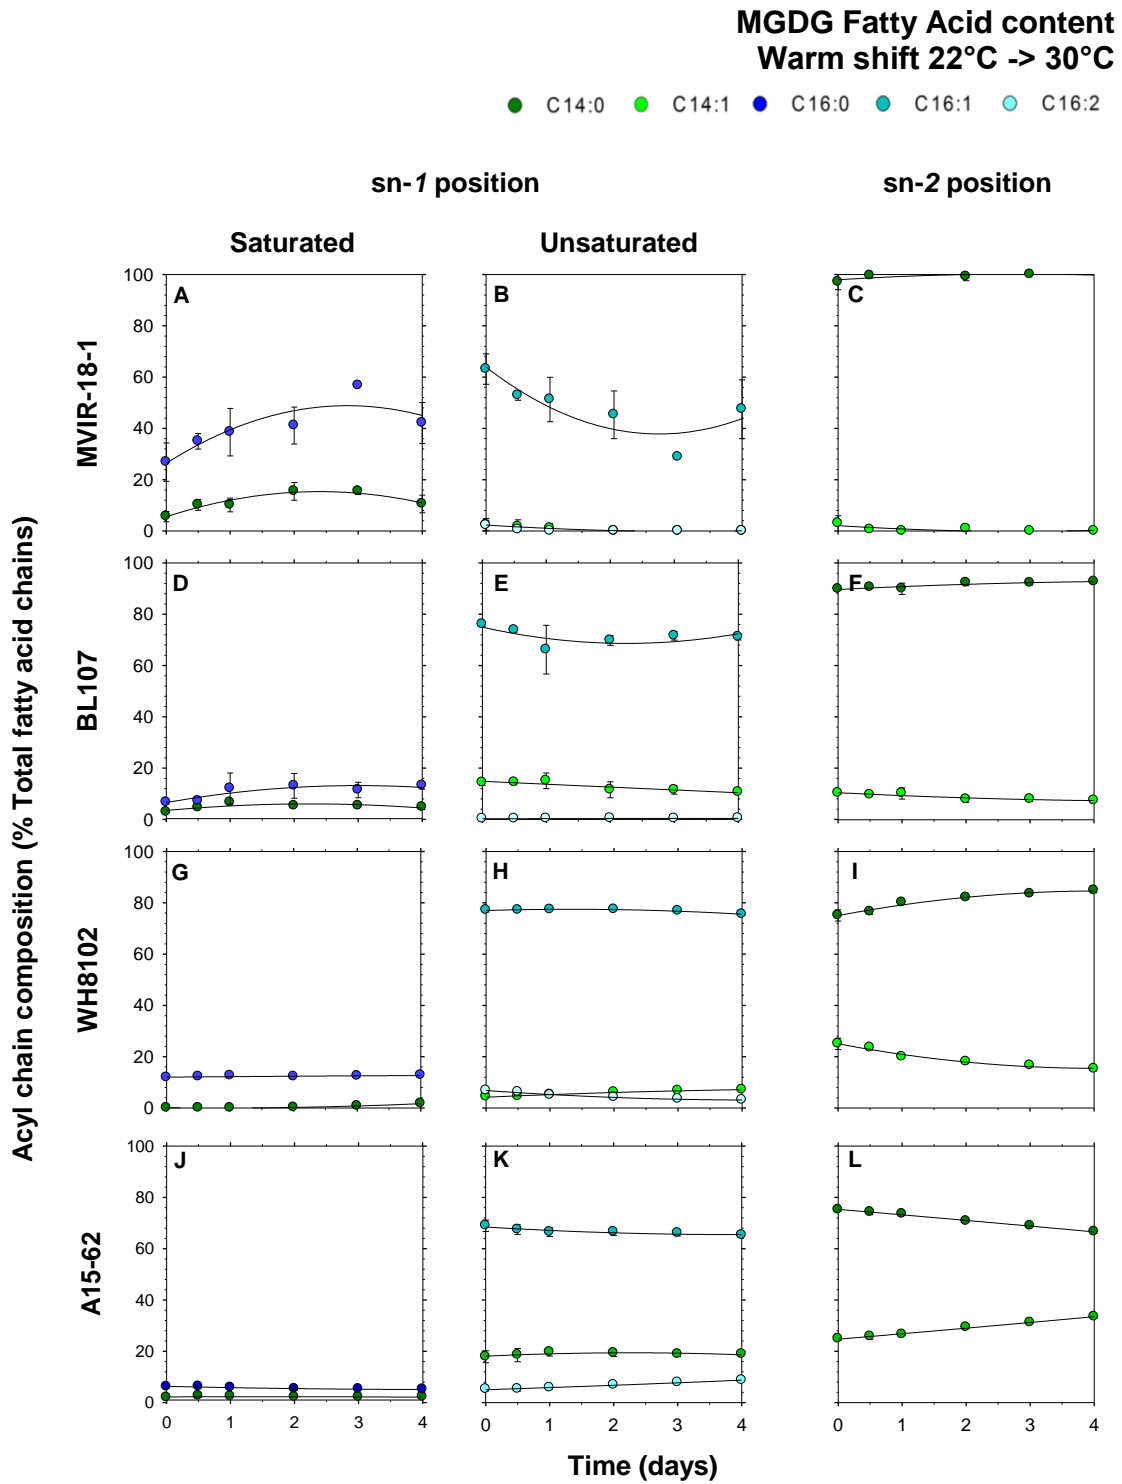 MGDG Fatty Acid content
Warm shift 22°C -> 30°C
C14:0 C14:1 C16:0 C16:1 C16:2
sn-1 position sn-2 position
Saturated Unsaturated
Acyl chain composition (% Total fatty acid chains)
MVIR-18-1
100
80
60
40
20
0
A
B
C
BL107
100
80
60
40
20
0
D
E
F
WH8102
100
80
60
40
20
0
G
H
I
A15-62
100
80
60
40
20
0
J
K
L
0 1 2 3 4 0 1 2 3 4 0 1 2 3 4
Time (days)